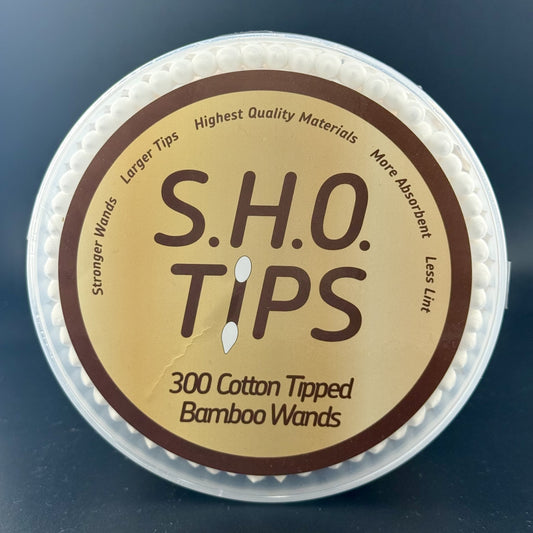 Stronger Wands
Larger Tips
Highest Quality Materials
More Absorbent
Less Lint
S.H.O.
TIPS
300 Cotton Tipped
Bamboo Wands